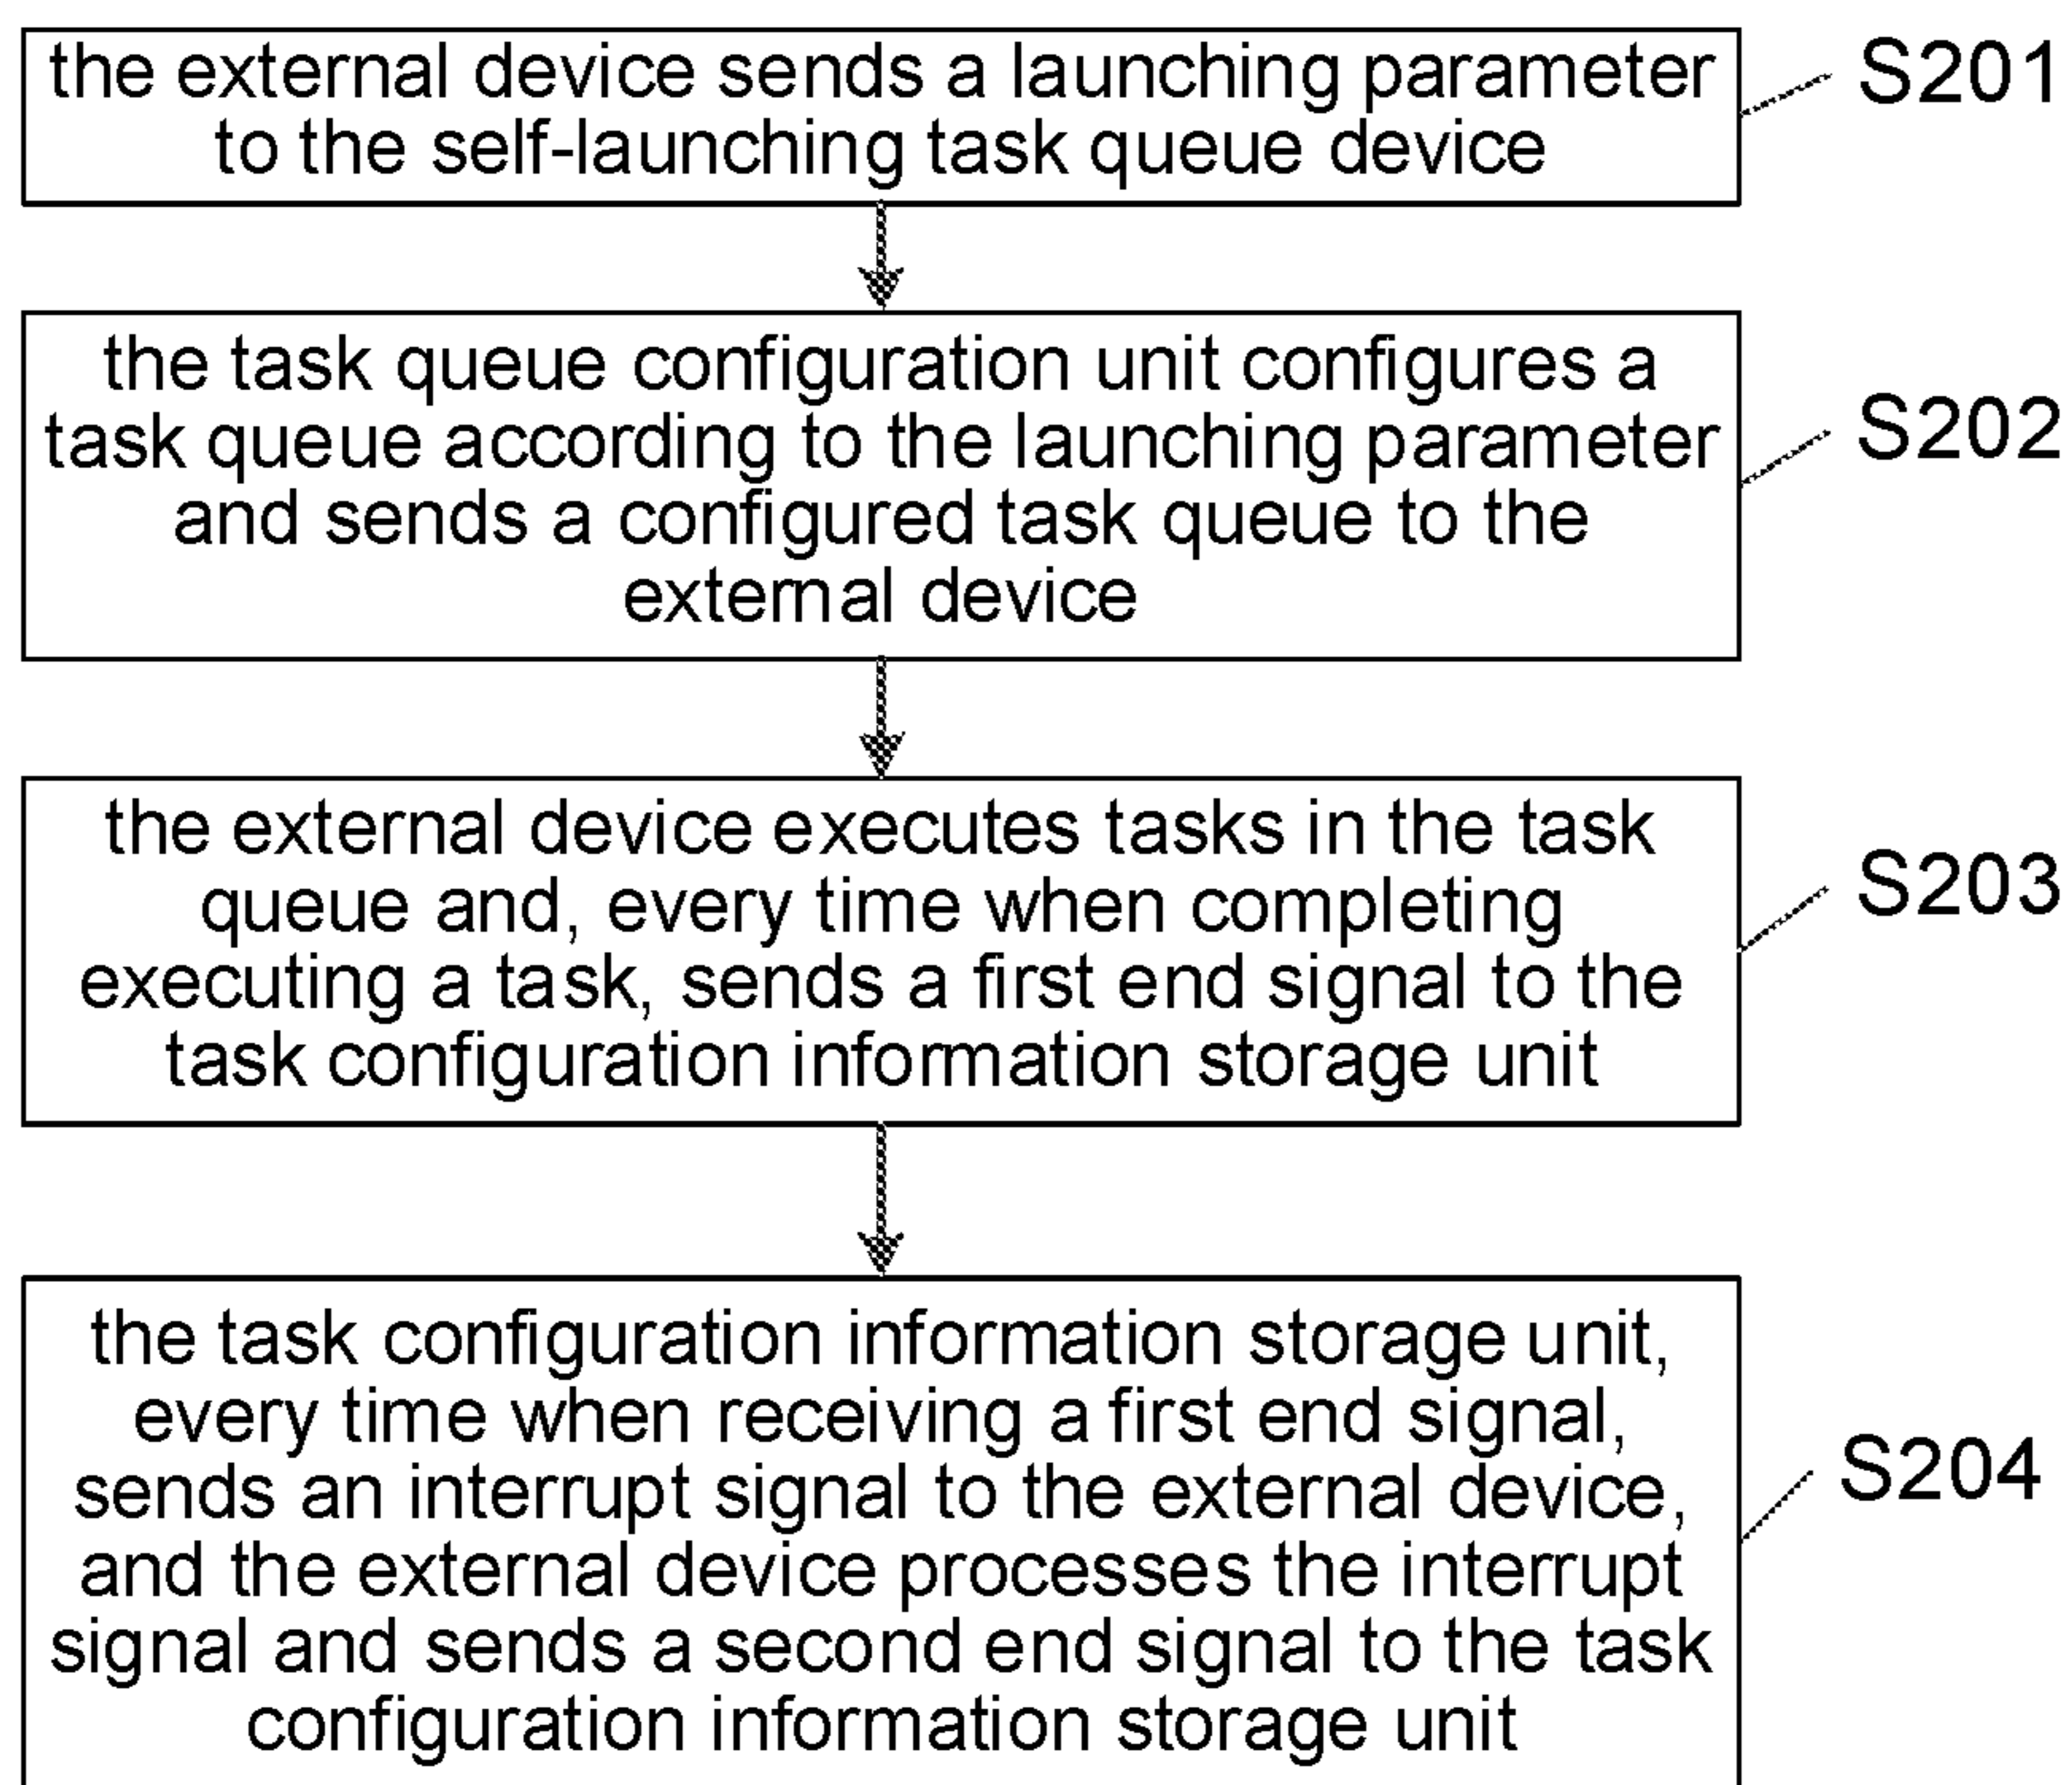 the external device sends a launching parameter
to the self-launching task queue device
S201
the task queue configuration unit configures a
task queue according to the launching parameter
and sends a configured task queue to the
external device
S202
the external device executes tasks in the task
queue and, every time when completing
executing a task, sends a first end signal to the
task configuration information storage unit
S203
the task configuration information storage unit,
every time when receiving a first end signal,
sends an interrupt signal to the external device,
and the external device processes the interrupt
signal and sends a second end signal to the task
configuration information storage unit
S204